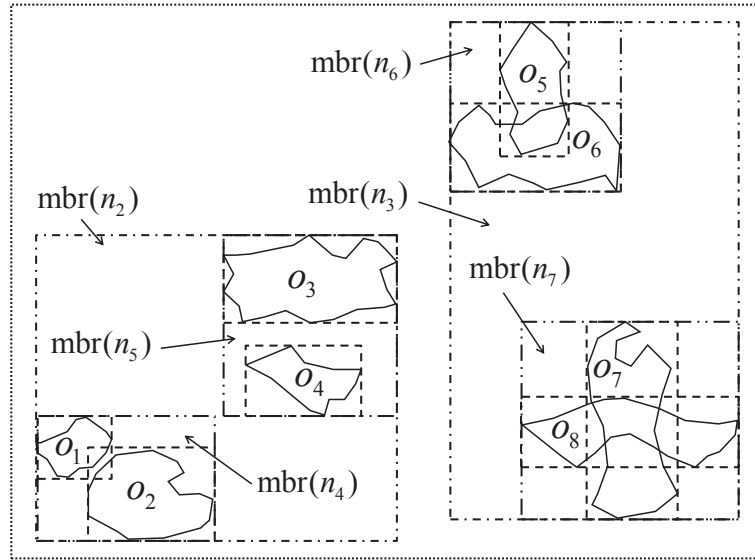 mbr(n₆)
o₅
o₆
mbr(n₂)
mbr(n₃)
o₃
mbr(n₇)
mbr(n₅)
o₄
o₇
o₁
o₈
o₂
mbr(n₄)